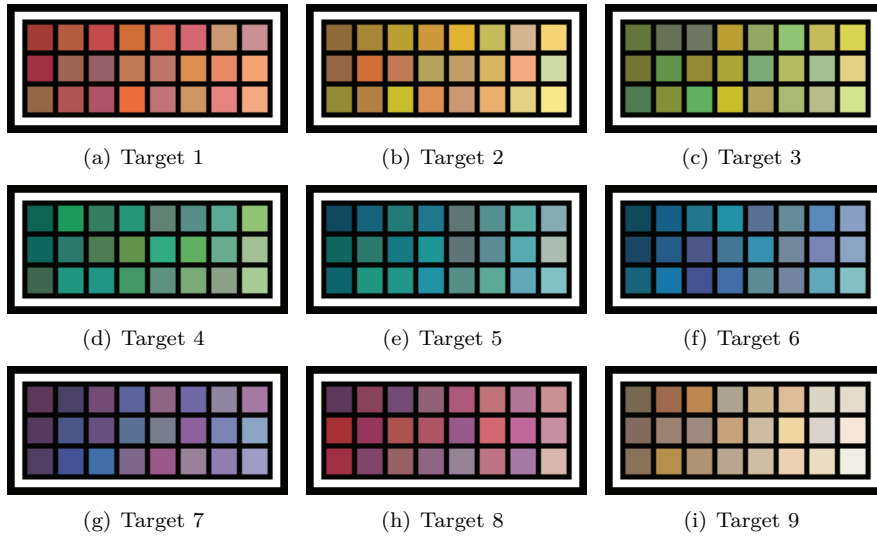 (a) Target 1
(b) Target 2
(c) Target 3
(d) Target 4
(e) Target 5
(f) Target 6
(g) Target 7
(h) Target 8
(i) Target 9